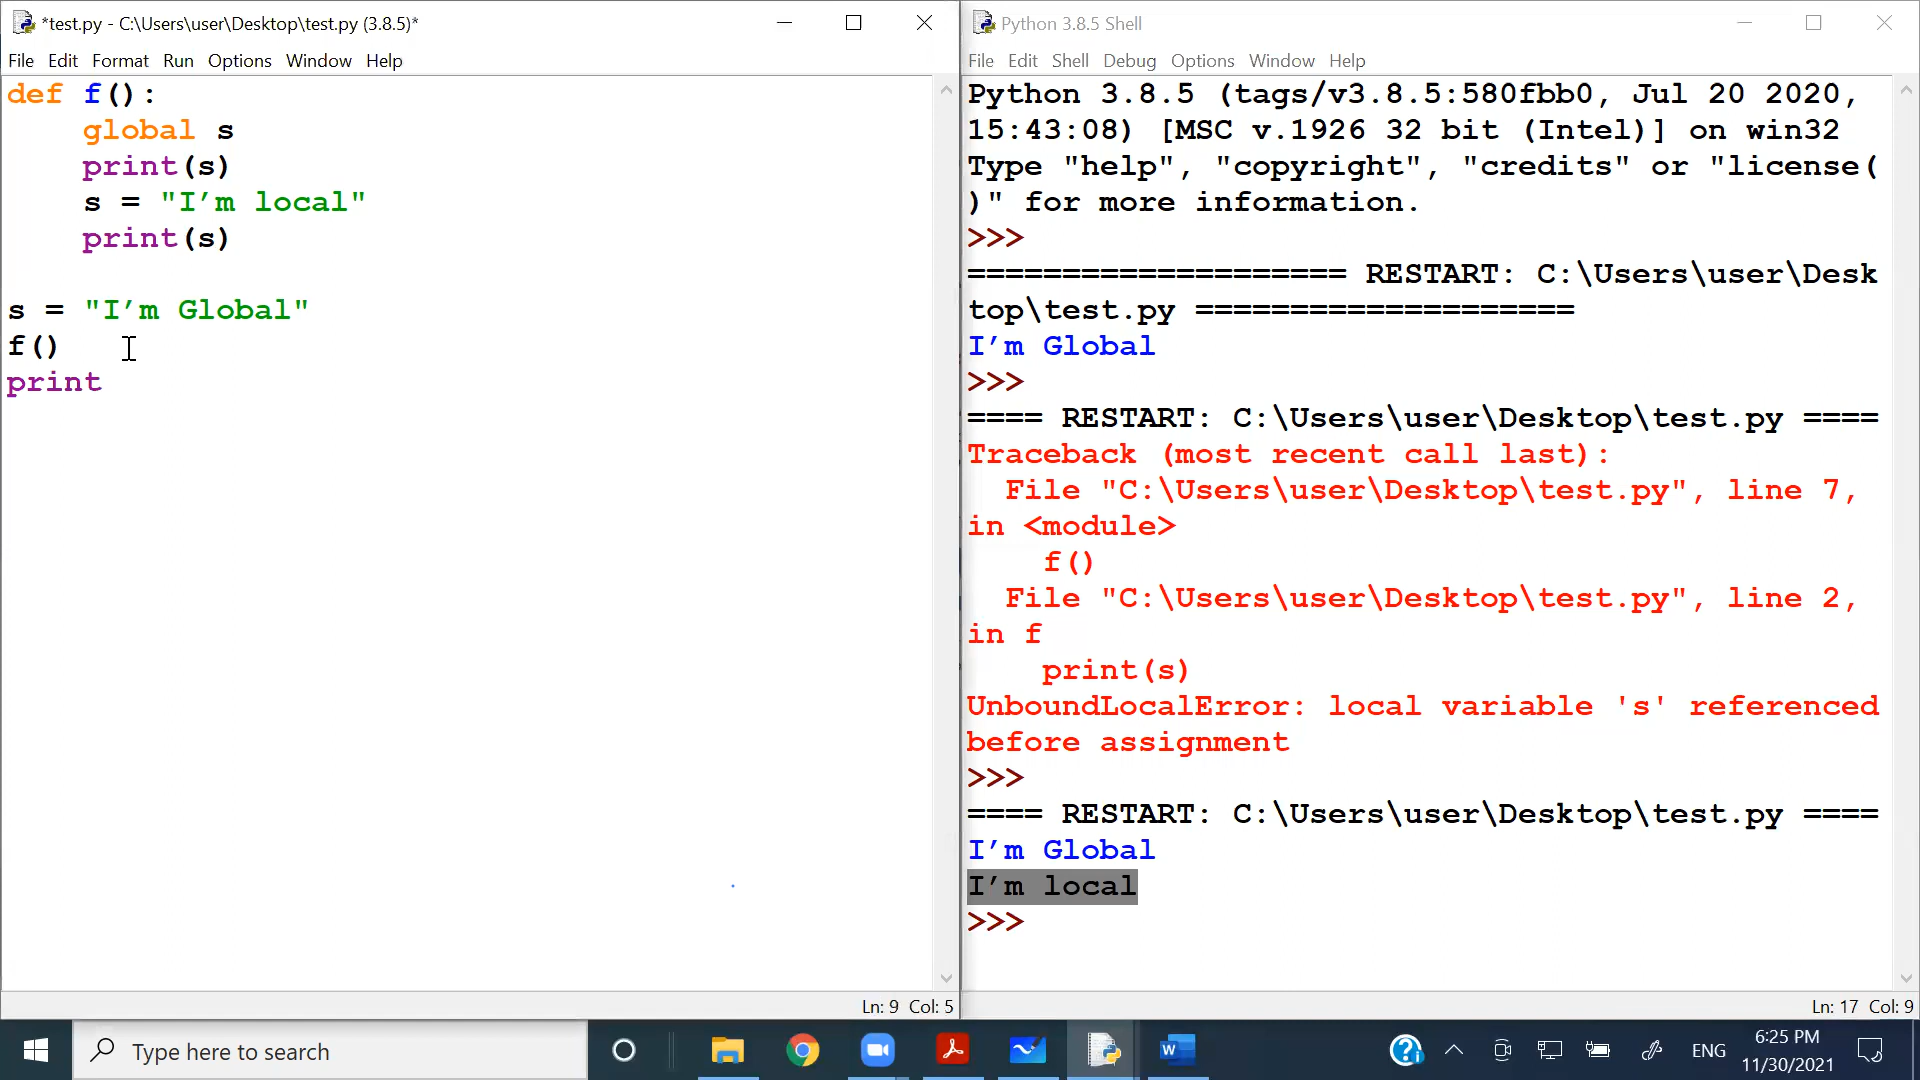 *test.py - C:\Users\user\Desktop\test.py (3.8.5)*
File Edit Format Run Options Window Help
def f():
    global s
    print(s)
    s = "I’m local"
    print(s)

s = "I’m Global"
f()
print
Ln: 9 Col: 5
Python 3.8.5 Shell
File Edit Shell Debug Options Window Help
Python 3.8.5 (tags/v3.8.5:580fbb0, Jul 20 2020,
15:43:08) [MSC v.1926 32 bit (Intel)] on win32
Type "help", "copyright", "credits" or "license(
)" for more information.
>>>
==================== RESTART: C:\Users\user\Desk
top\test.py ====================
I’m Global
>>>
==== RESTART: C:\Users\user\Desktop\test.py ====
Traceback (most recent call last):
  File "C:\Users\user\Desktop\test.py", line 7,
in <module>
    f()
  File "C:\Users\user\Desktop\test.py", line 2,
in f
    print(s)
UnboundLocalError: local variable 's' referenced
before assignment
>>>
==== RESTART: C:\Users\user\Desktop\test.py ====
I’m Global
I’m local
>>>
Ln: 17 Col: 9
Type here to search
W
ENG
6:25 PM
11/30/2021